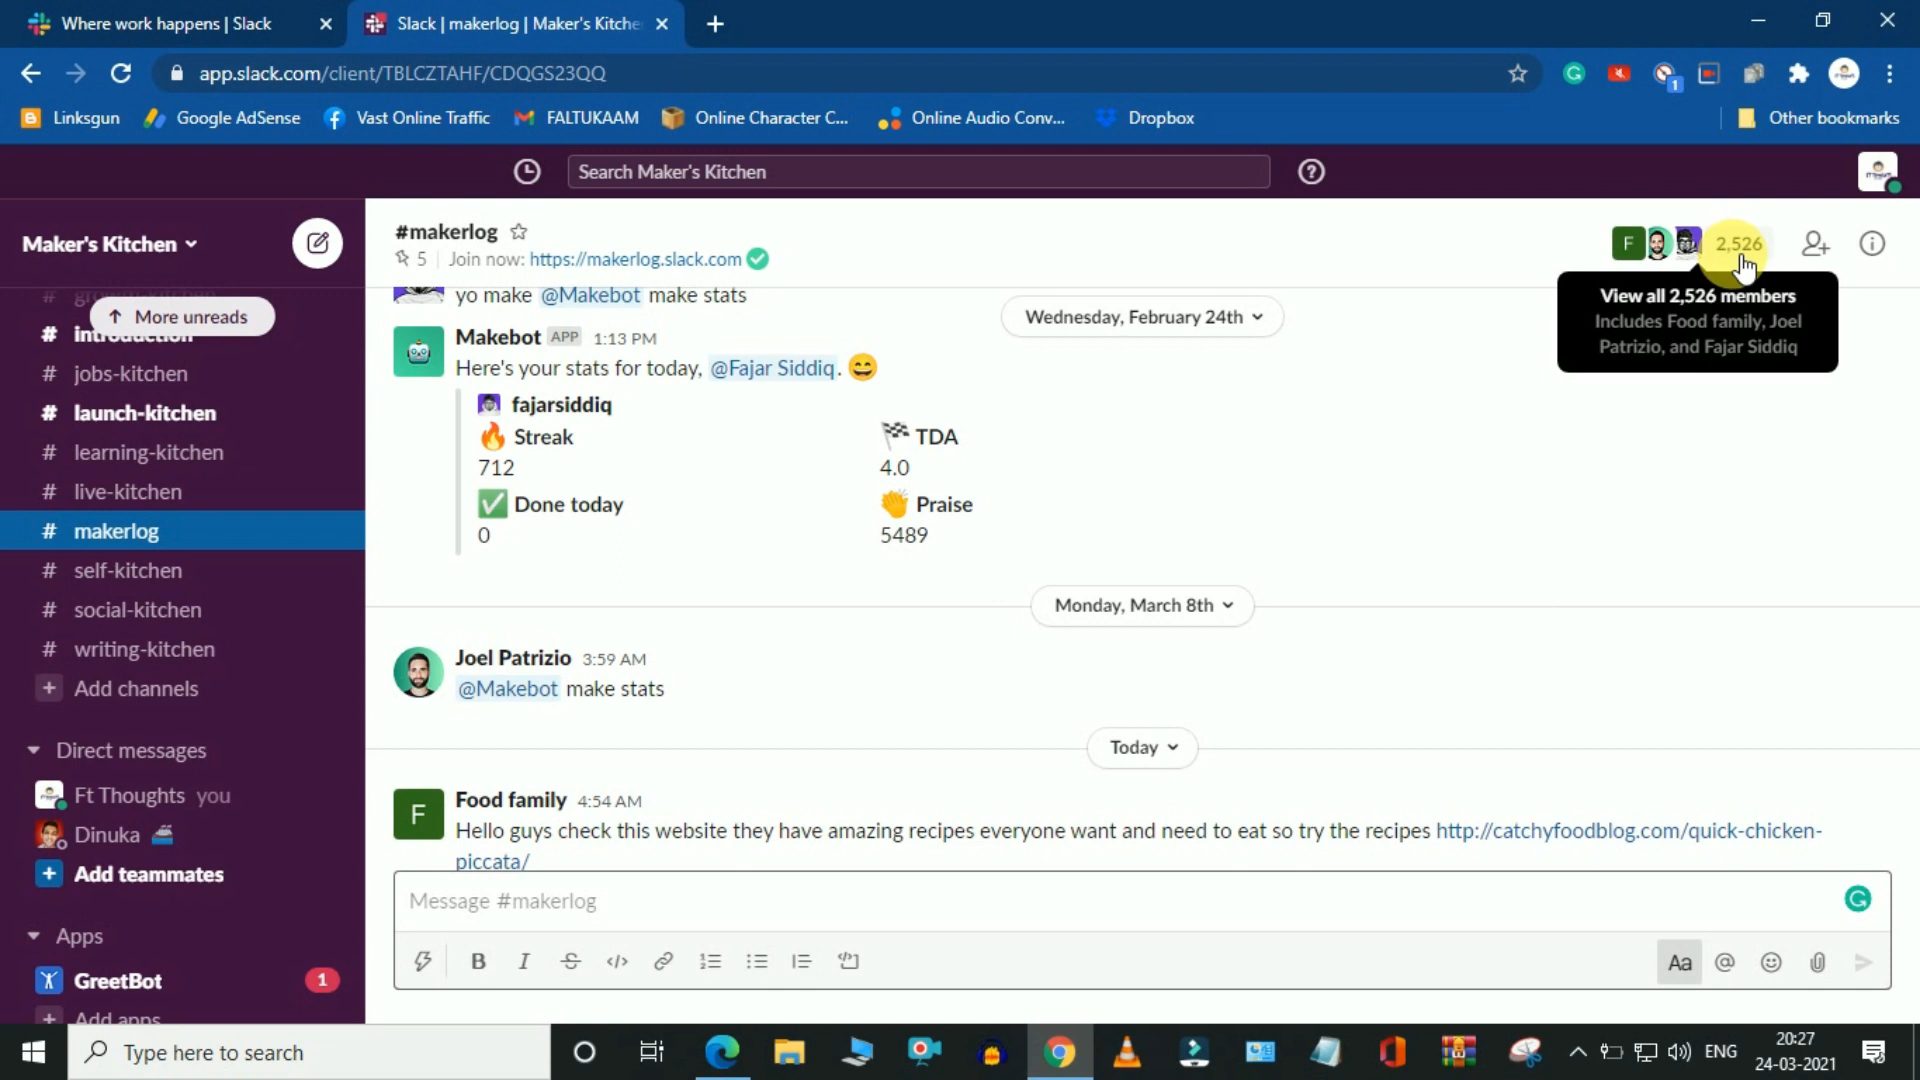 Where work happens | Slack
Slack | makerlog | Maker's Kitche
app.slack.com/client/TBLCZTAHF/CDQGS23QQ
1
Linksgun
Google AdSense
Vast Online Traffic
FALTUKAAM
Online Character C...
Online Audio Conv...
Dropbox
Other bookmarks
Search Maker's Kitchen
Maker's Kitchen
# growth-kitchen
↑ More unreads
# introduction
# jobs-kitchen
# launch-kitchen
# learning-kitchen
# live-kitchen
# makerlog
# self-kitchen
# social-kitchen
# writing-kitchen
+ Add channels
Direct messages
Ft Thoughts you
Dinuka
+ Add teammates
Apps
GreetBot 1
+ Add apps
#makerlog
5 | Join now: https://makerlog.slack.com
F
2,526
View all 2,526 members
Includes Food family, Joel
Patrizio, and Fajar Siddiq
yo make @Makebot make stats
Wednesday, February 24th
Makebot APP 1:13 PM
Here's your stats for today, @Fajar Siddiq.
fajarsiddiq
Streak
TDA
712
4.0
Done today
Praise
0
5489
Monday, March 8th
Joel Patrizio 3:59 AM
@Makebot make stats
Today
F
Food family 4:54 AM
Hello guys check this website they have amazing recipes everyone want and need to eat so try the recipes http://catchyfoodblog.com/quick-chicken-
piccata/
Message #makerlog
B I S </>
Aa @
Type here to search
ENG
20:27
24-03-2021